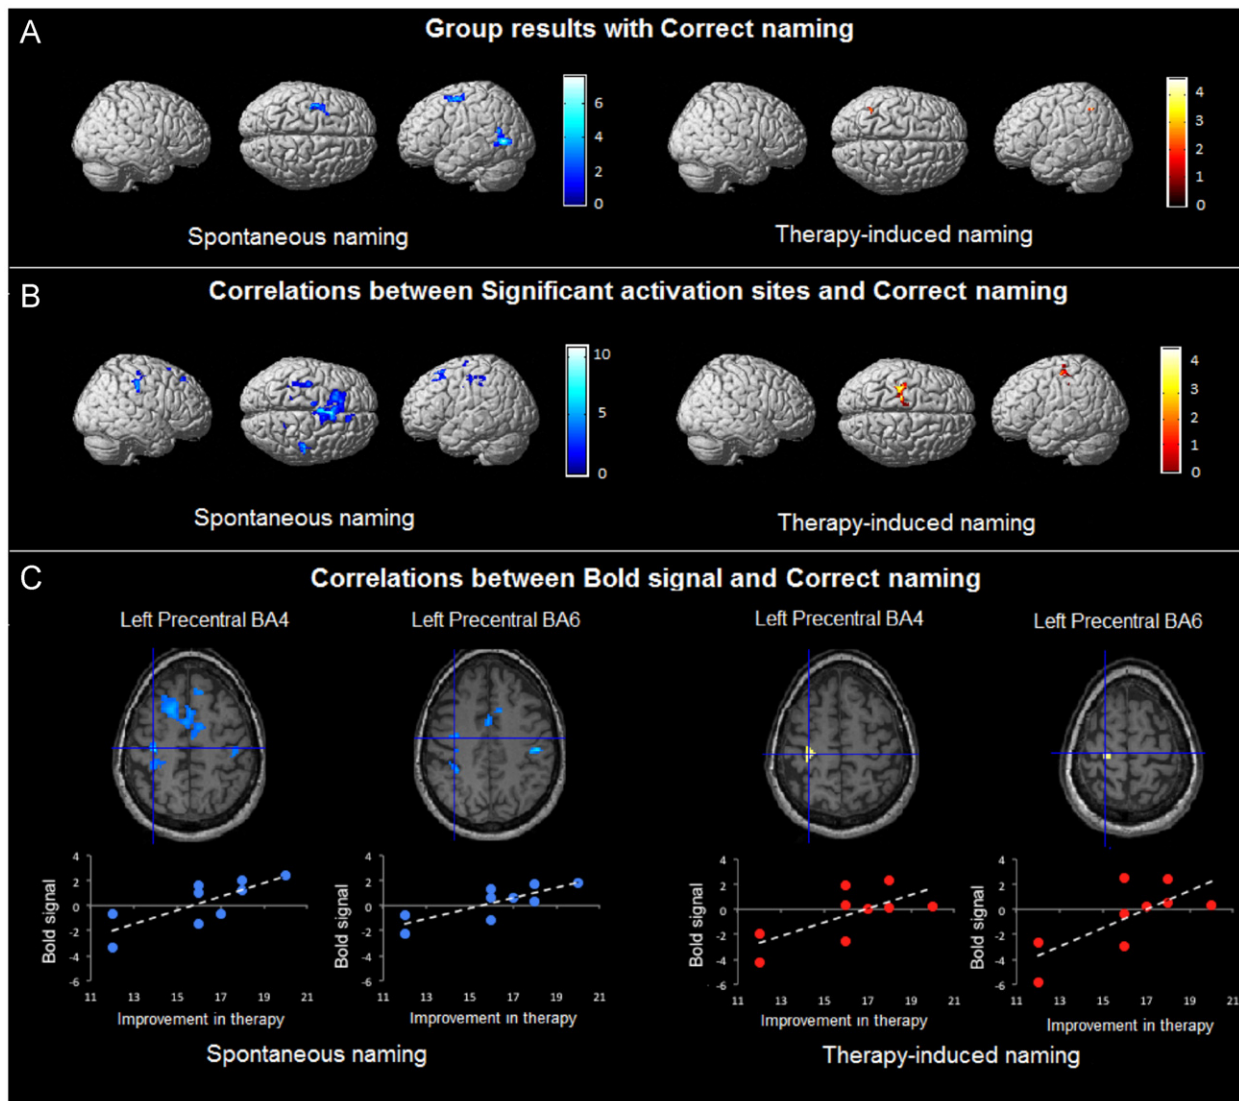 A
Group results with Correct naming
6
4
2
0
4
3
2
1
0
Spontaneous naming
Therapy-induced naming
B
Correlations between Significant activation sites and Correct naming
10
5
0
4
3
2
1
0
Spontaneous naming
Therapy-induced naming
C
Correlations between Bold signal and Correct naming
Left Precentral BA4
Left Precentral BA6
Left Precentral BA4
Left Precentral BA6
Bold signal
4
2
0
-2
-4
-6
11 13 15 17 19 21
Improvement in therapy
Bold signal
4
2
0
-2
-4
-6
11 13 15 17 19 21
Improvement in therapy
Spontaneous naming
Bold signal
4
2
0
-2
-4
-6
11 13 15 17 19 21
Improvement in therapy
Bold signal
4
2
0
-2
-4
-6
11 13 15 17 19 21
Improvement in therapy
Therapy-induced naming